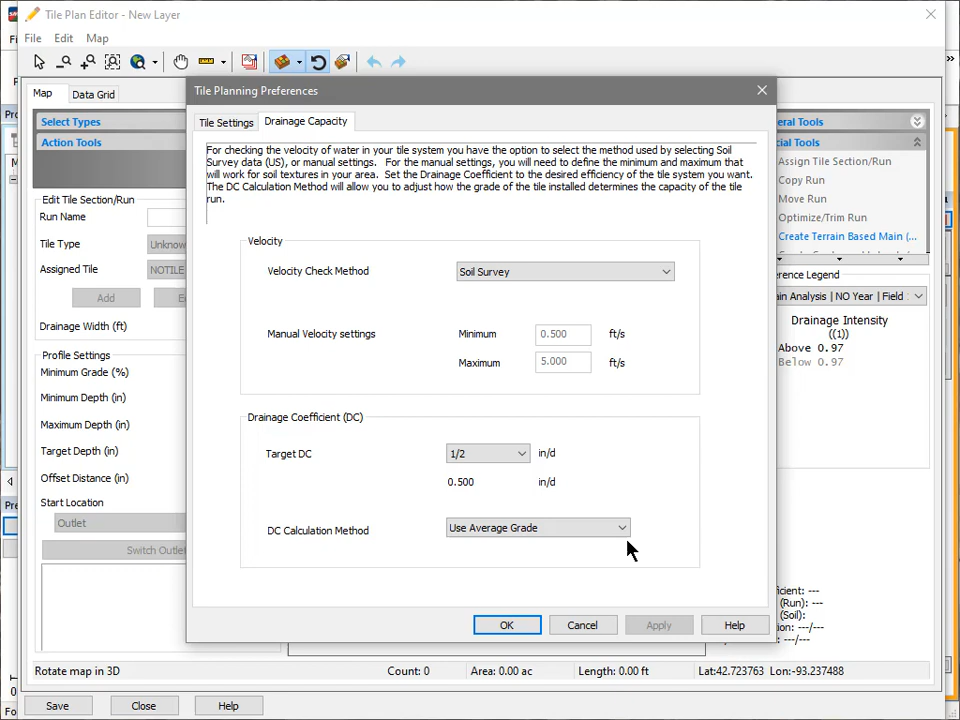 Tile Plan Editor - New Layer
File
Edit
Map
Map
Data Grid
Select Types
Action Tools
Edit Tile Section/Run
Run Name
Tile Type
Unknow
Assigned Tile
NOTILE
Add
Drainage Width (ft)
Profile Settings
Minimum Grade (%)
Minimum Depth (in)
Maximum Depth (in)
Target Depth (in)
Offset Distance (in)
Start Location
Outlet
Switch Outle
Tile Planning Preferences
Tile Settings
Drainage Capacity
For checking the velocity of water in your tile system you have the option to select the method used by selecting Soil
Survey data (US), or manual settings. For the manual settings, you will need to define the minimum and maximum that
will work for soil textures in your area. Set the Drainage Coefficient to the desired efficiency of the tile system you want.
The DC Calculation Method will allow you to adjust how the grade of the tile installed determines the capacity of the tile
run.
Velocity
Velocity Check Method
Soil Survey
Manual Velocity settings
Minimum
0.500
ft/s
Maximum
5.000
ft/s
Drainage Coefficient (DC)
Target DC
1/2
in/d
0.500
in/d
DC Calculation Method
Use Average Grade
OK
Cancel
Apply
Help
eral Tools
cial Tools
Assign Tile Section/Run
Copy Run
Move Run
Optimize/Trim Run
Create Terrain Based Main (...
erence Legend
ain Analysis | NO Year | Field
Drainage Intensity
((1))
Above 0.97
Below 0.97
ficient: ---
(Run): ---
(Soil):
tion: ---/---
---/---
Rotate map in 3D
Count: 0
Area: 0.00 ac
Length: 0.00 ft
Lat:42.723763 Lon:-93.237488
Save
Close
Help